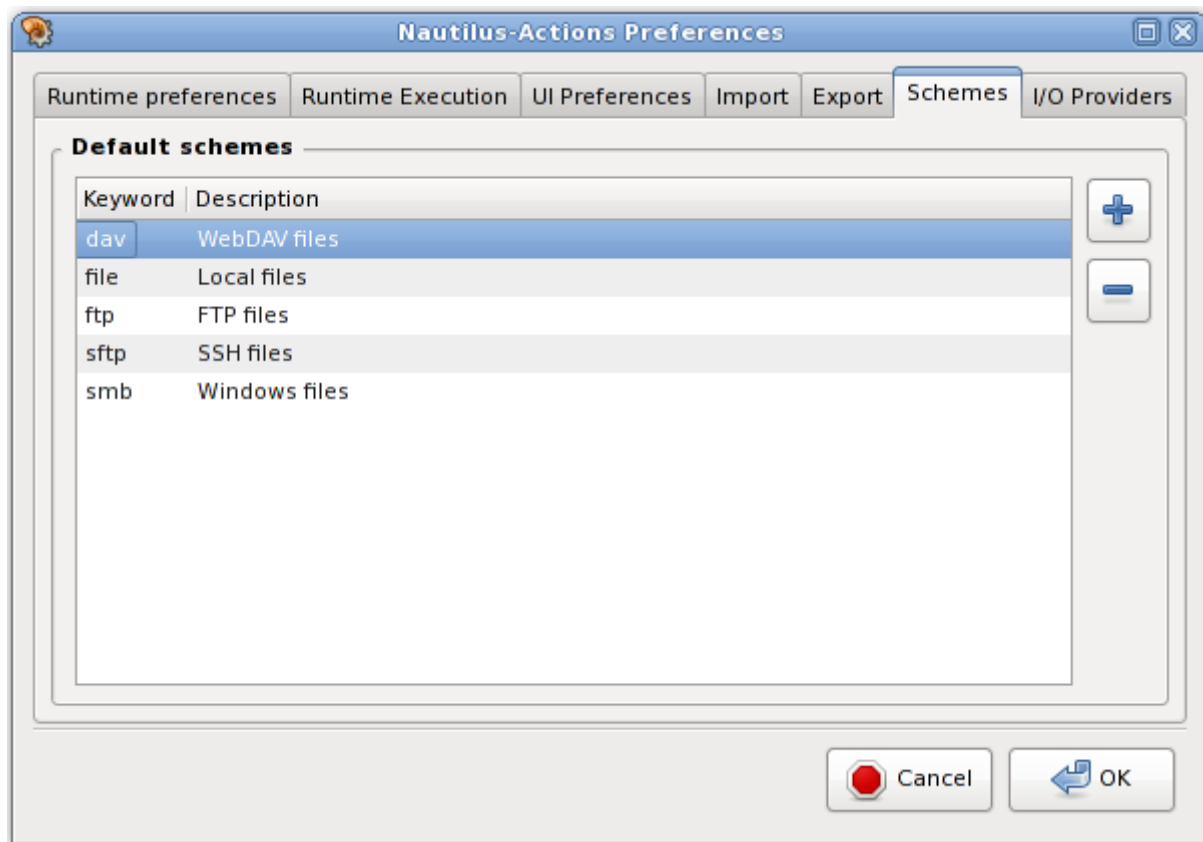 Nautilus-Actions Preferences
Runtime preferences Runtime Execution UI Preferences Import Export Schemes I/O Providers
Default schemes
Keyword Description
dav WebDAV files
file Local files
ftp FTP files
sftp SSH files
smb Windows files
Cancel OK